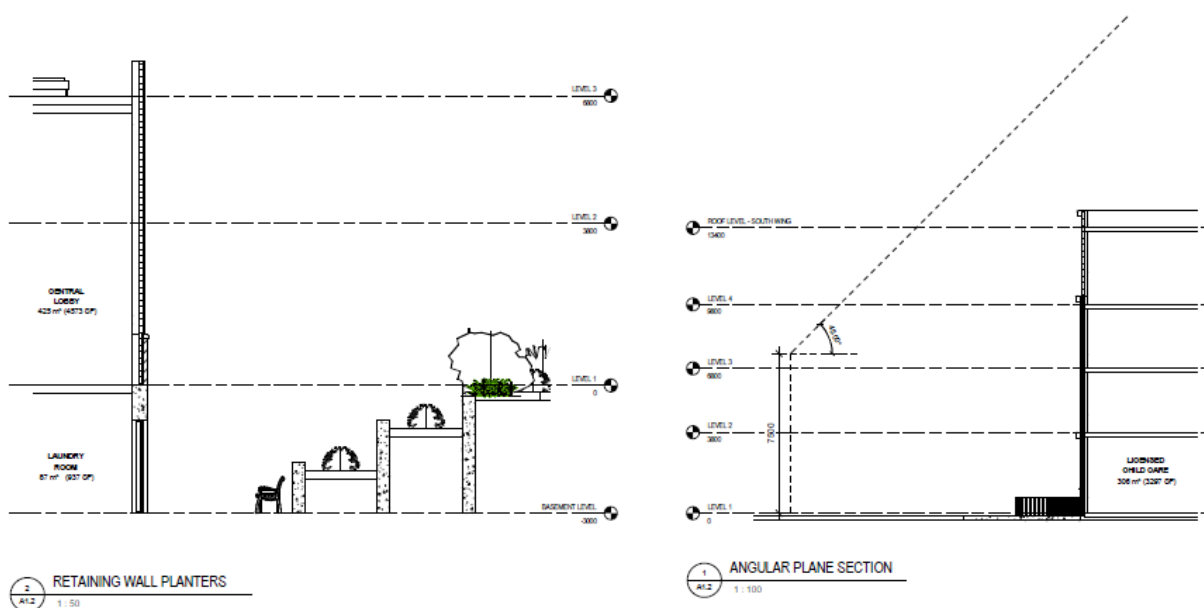 LEVEL 3
6800
LEVEL 2
3800
CENTRAL
LOBBY
425 m² (4573 SF)
LEVEL 1
0
LAUNDRY
ROOM
87 m² (937 SF)
BASEMENT LEVEL
-3000
2
A1.2
RETAINING WALL PLANTERS
1 : 50
ROOF LEVEL - SOUTH WING
13400
LEVEL 4
9800
45.00°
LEVEL 3
6800
7500
LEVEL 2
3800
LICENSED
CHILD CARE
306 m² (3297 SF)
LEVEL 1
0
1
A1.2
ANGULAR PLANE SECTION
1 : 100